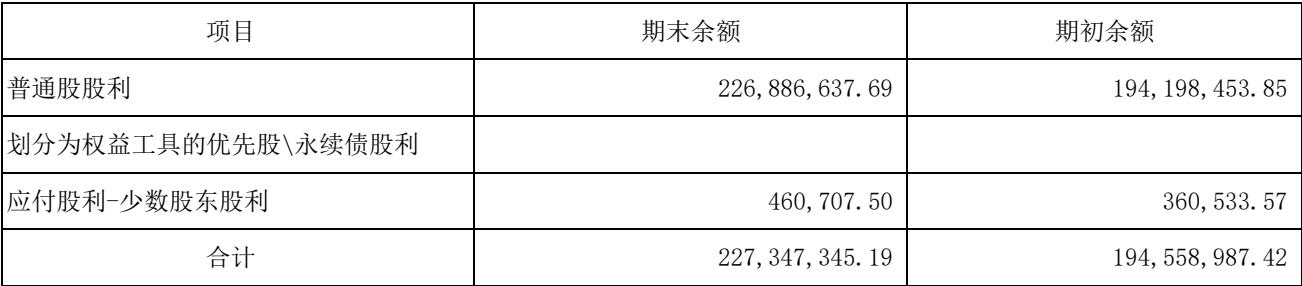 项目 期末余额 期初余额
普通股股利 226,886,637.69 194,198,453.85
划分为权益工具的优先股\永续债股利
应付股利-少数股东股利 460,707.50 360,533.57
合计 227,347,345.19 194,558,987.42